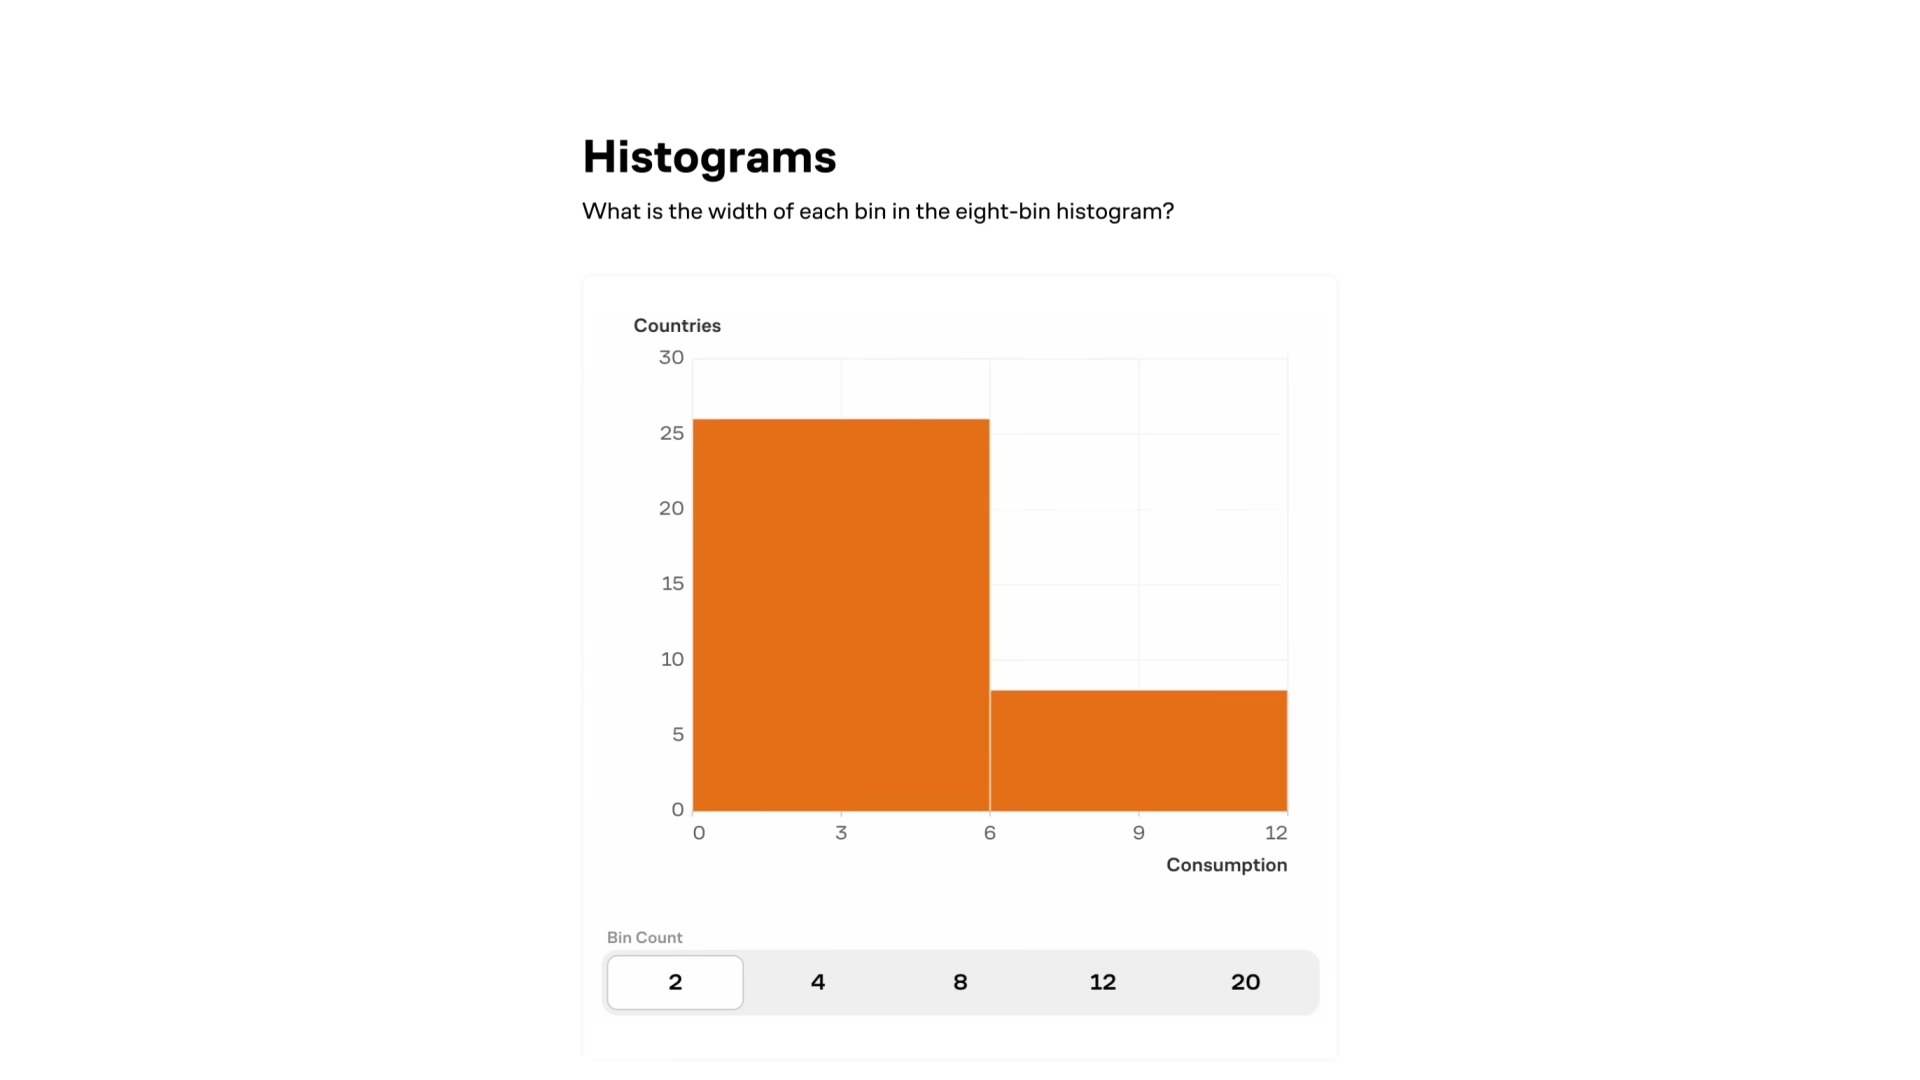 Histograms
What is the width of each bin in the eight-bin histogram?
Countries
30
25
20
15
10
5
0
0 3 6 9 12
Consumption
Bin Count
2 4 8 12 20